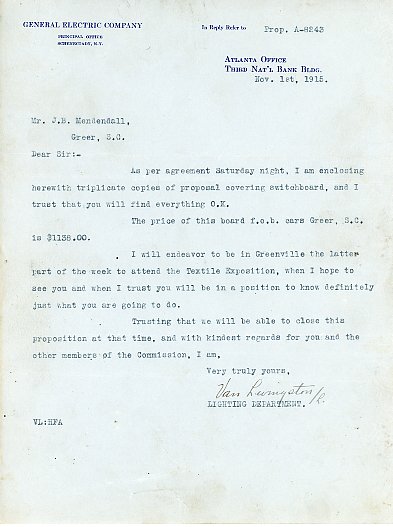 GENERAL ELECTRIC COMPANY
PRINCIPAL OFFICE
SCHENECTADY, N.Y.
In Reply Refer to Prop. A-8243
ATLANTA OFFICE
THIRD NAT'L BANK BLDG.
Nov. 1st, 1915.
Mr. J.B. Mendendall,
Greer, S.C.
Dear Sir:-
As per agreement Saturday night, I am enclosing
herewith triplicate copies of proposal covering switchboard, and I
trust that you will find everything O.K.
The price of this board f.o.b. cars Greer, S.C.
is $1138.00.
I will endeavor to be in Greenville the latter
part of the week to attend the Textile Exposition, when I hope to
see you and when I trust you will be in a position to know definitely
just what you are going to do.
Trusting that we will be able to close this
proposition at that time, and with kindest regards for you and the
other members of the Commission, I am,
Very truly yours,
Van Livingston
LIGHTING DEPARTMENT.
VL:HFA